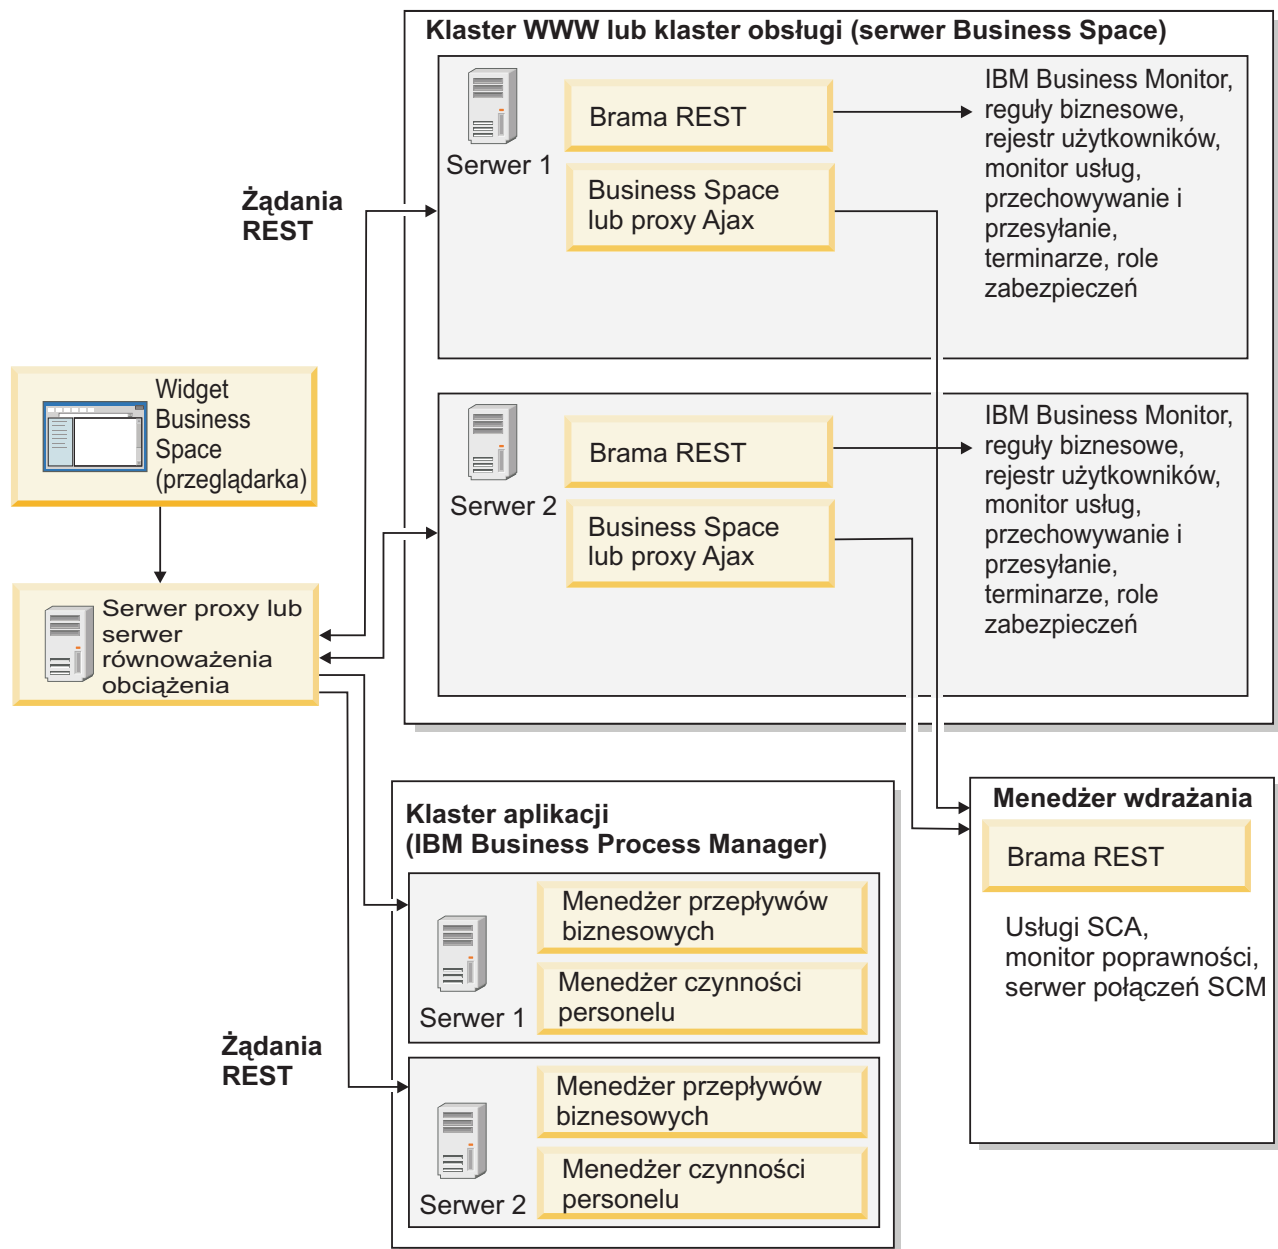 Klaster WWW lub klaster obsługi (serwer Business Space)
Serwer 1
Brama REST
Business Space
lub proxy Ajax
IBM Business Monitor,
reguły biznesowe,
rejestr użytkowników,
monitor usług,
przechowywanie i
przesyłanie,
terminarze, role
zabezpieczeń
Żądania
REST
Widget
Business
Space
(przeglądarka)
Serwer 2
Brama REST
Business Space
lub proxy Ajax
IBM Business Monitor,
reguły biznesowe,
rejestr użytkowników,
monitor usług,
przechowywanie i
przesyłanie,
terminarze, role
zabezpieczeń
Serwer proxy lub
serwer
równoważenia
obciążenia
Klaster aplikacji
(IBM Business Process Manager)
Serwer 1
Menedżer przepływów
biznesowych
Menedżer czynności
personelu
Żądania
REST
Serwer 2
Menedżer przepływów
biznesowych
Menedżer czynności
personelu
Menedżer wdrażania
Brama REST
Usługi SCA,
monitor poprawności,
serwer połączeń SCM